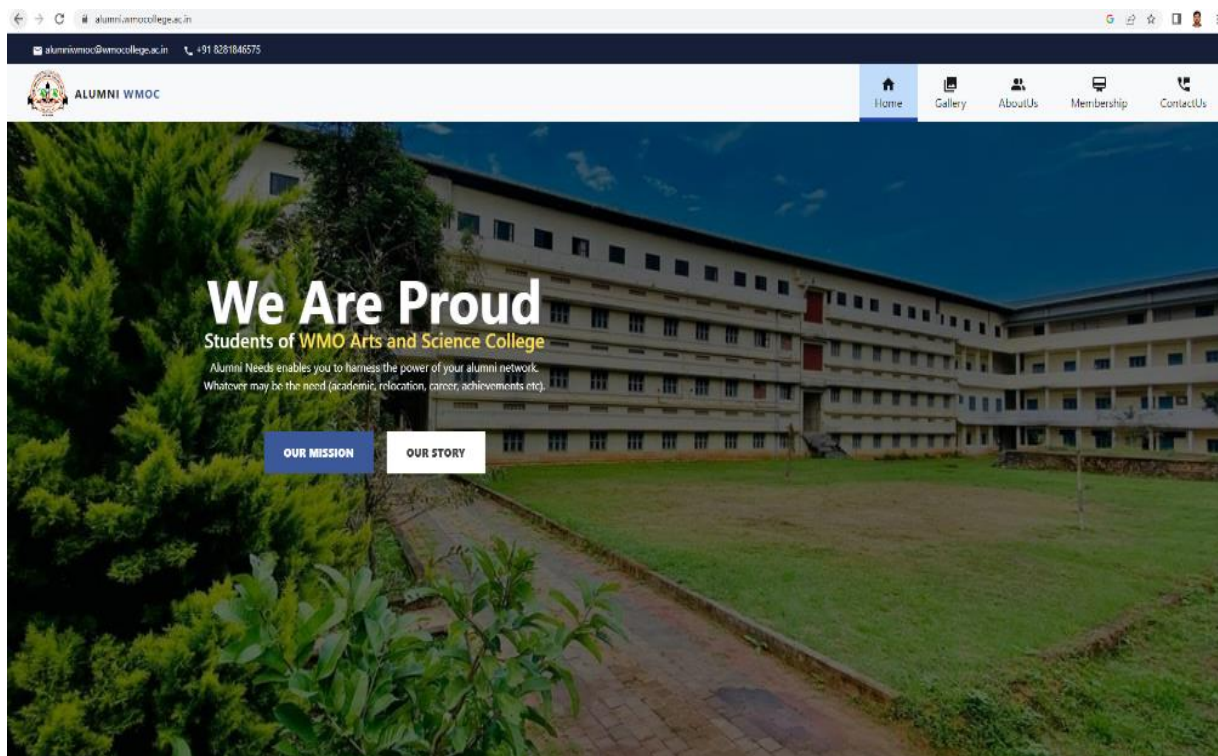 alumni.wmocollege.ac.in
alumniwmoc@wmocollege.ac.in +91 8281846575
ALUMNI WMOC
Home Gallery AboutUs Membership ContactUs
We Are Proud
Students of WMO Arts and Science College
Alumni Needs enables you to harness the power of your alumni network.
Whatever may be the need (academic, relocation, career, achievements etc).
OUR MISSION OUR STORY